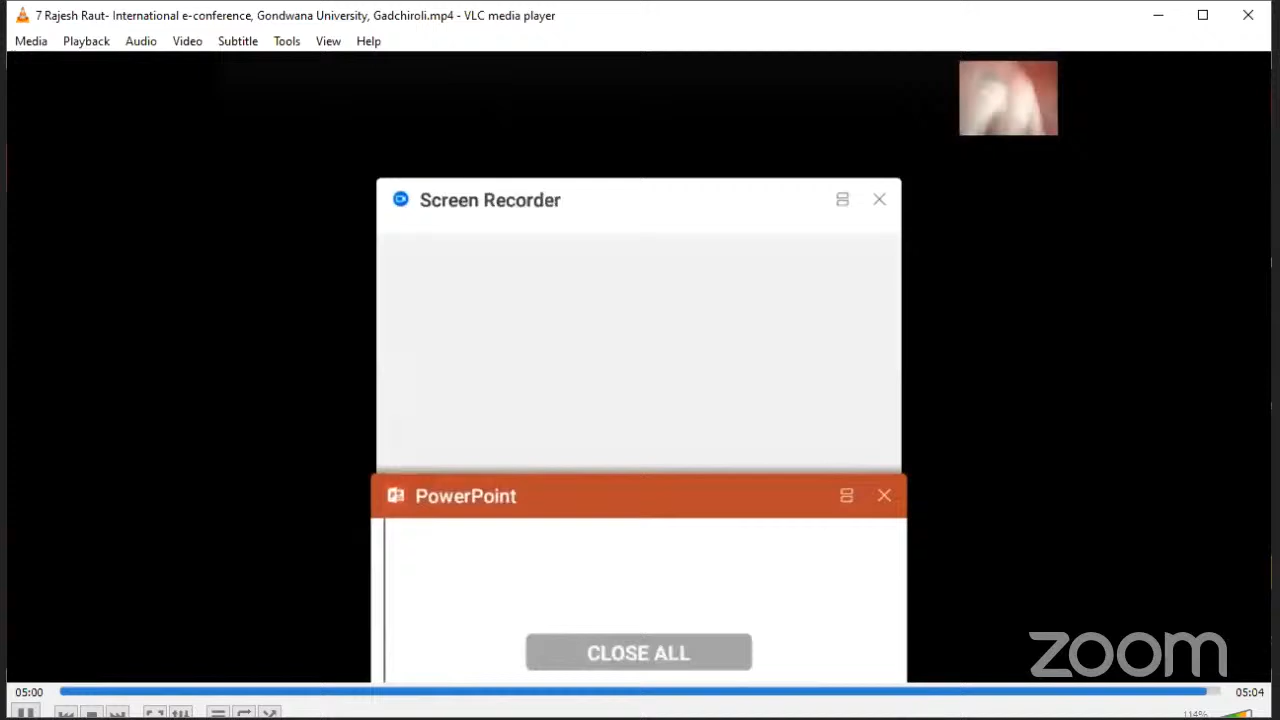 7 Rajesh Raut- International e-conference, Gondwana University, Gadchiroli.mp4 - VLC media player
Media Playback Audio Video Subtitle Tools View Help
Screen Recorder
PowerPoint
CLOSE ALL
zoom
05:00 05:04
114%